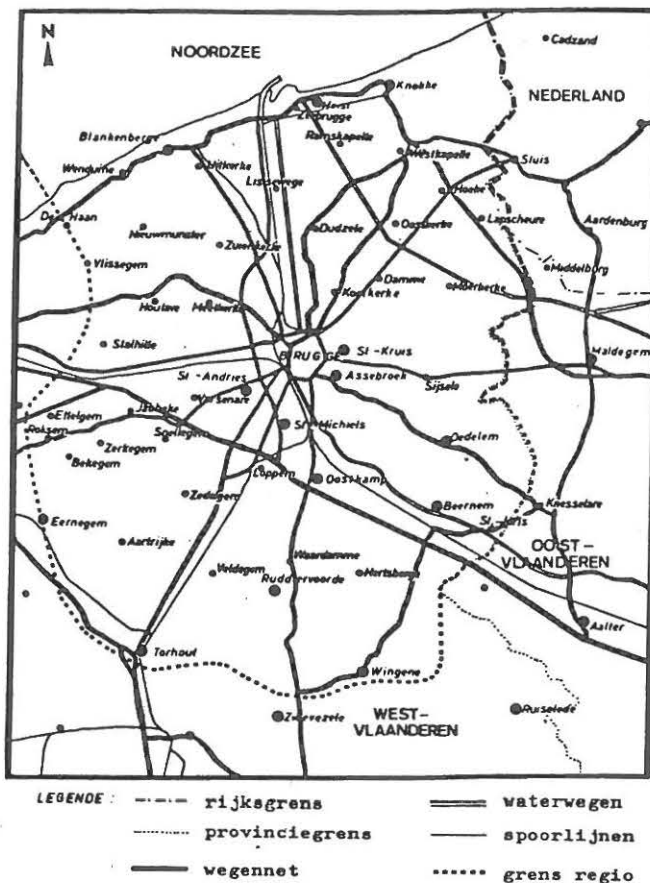 N
NOORDZEE
Cadzand
Knokke
NEDERLAND
Heist
Zeebrugge
Blankenberge
Ramskapelle
Westkapelle
Sluis
Uitkerke
Wenduine
Lissewege
Hoeke
De Haan
Lapscheure
Nieuwmunster
Dudzele
Oostkerke
Aardenburg
Zuienkerke
Vlissegem
Middelburg
Damme
Moerkerke
Houtave
Meetkerke
Koolkerke
Stalhille
BRUGGE
St-Kruis
Maldegem
St-Andries
Assebroek
Sijsele
Varsenare
Ettelgem
Jabbeke
Roksem
Snellegem
St-Michiels
Oedelem
Zerkegem
Bekegem
Loppem
Oostkamp
Zedelgem
Beernem
Knesselare
Eernegem
St-Joris
Aartrijke
OOST-
VLAANDEREN
Waardamme
Veldegem
Hertsberge
Ruddervoorde
Aalter
Torhout
Wingene
Zwevezele
WEST-
VLAANDEREN
Ruiselede
LEGENDE :
rijksgrens
waterwegen
provinciegrens
spoorlijnen
wegennet
grens regio